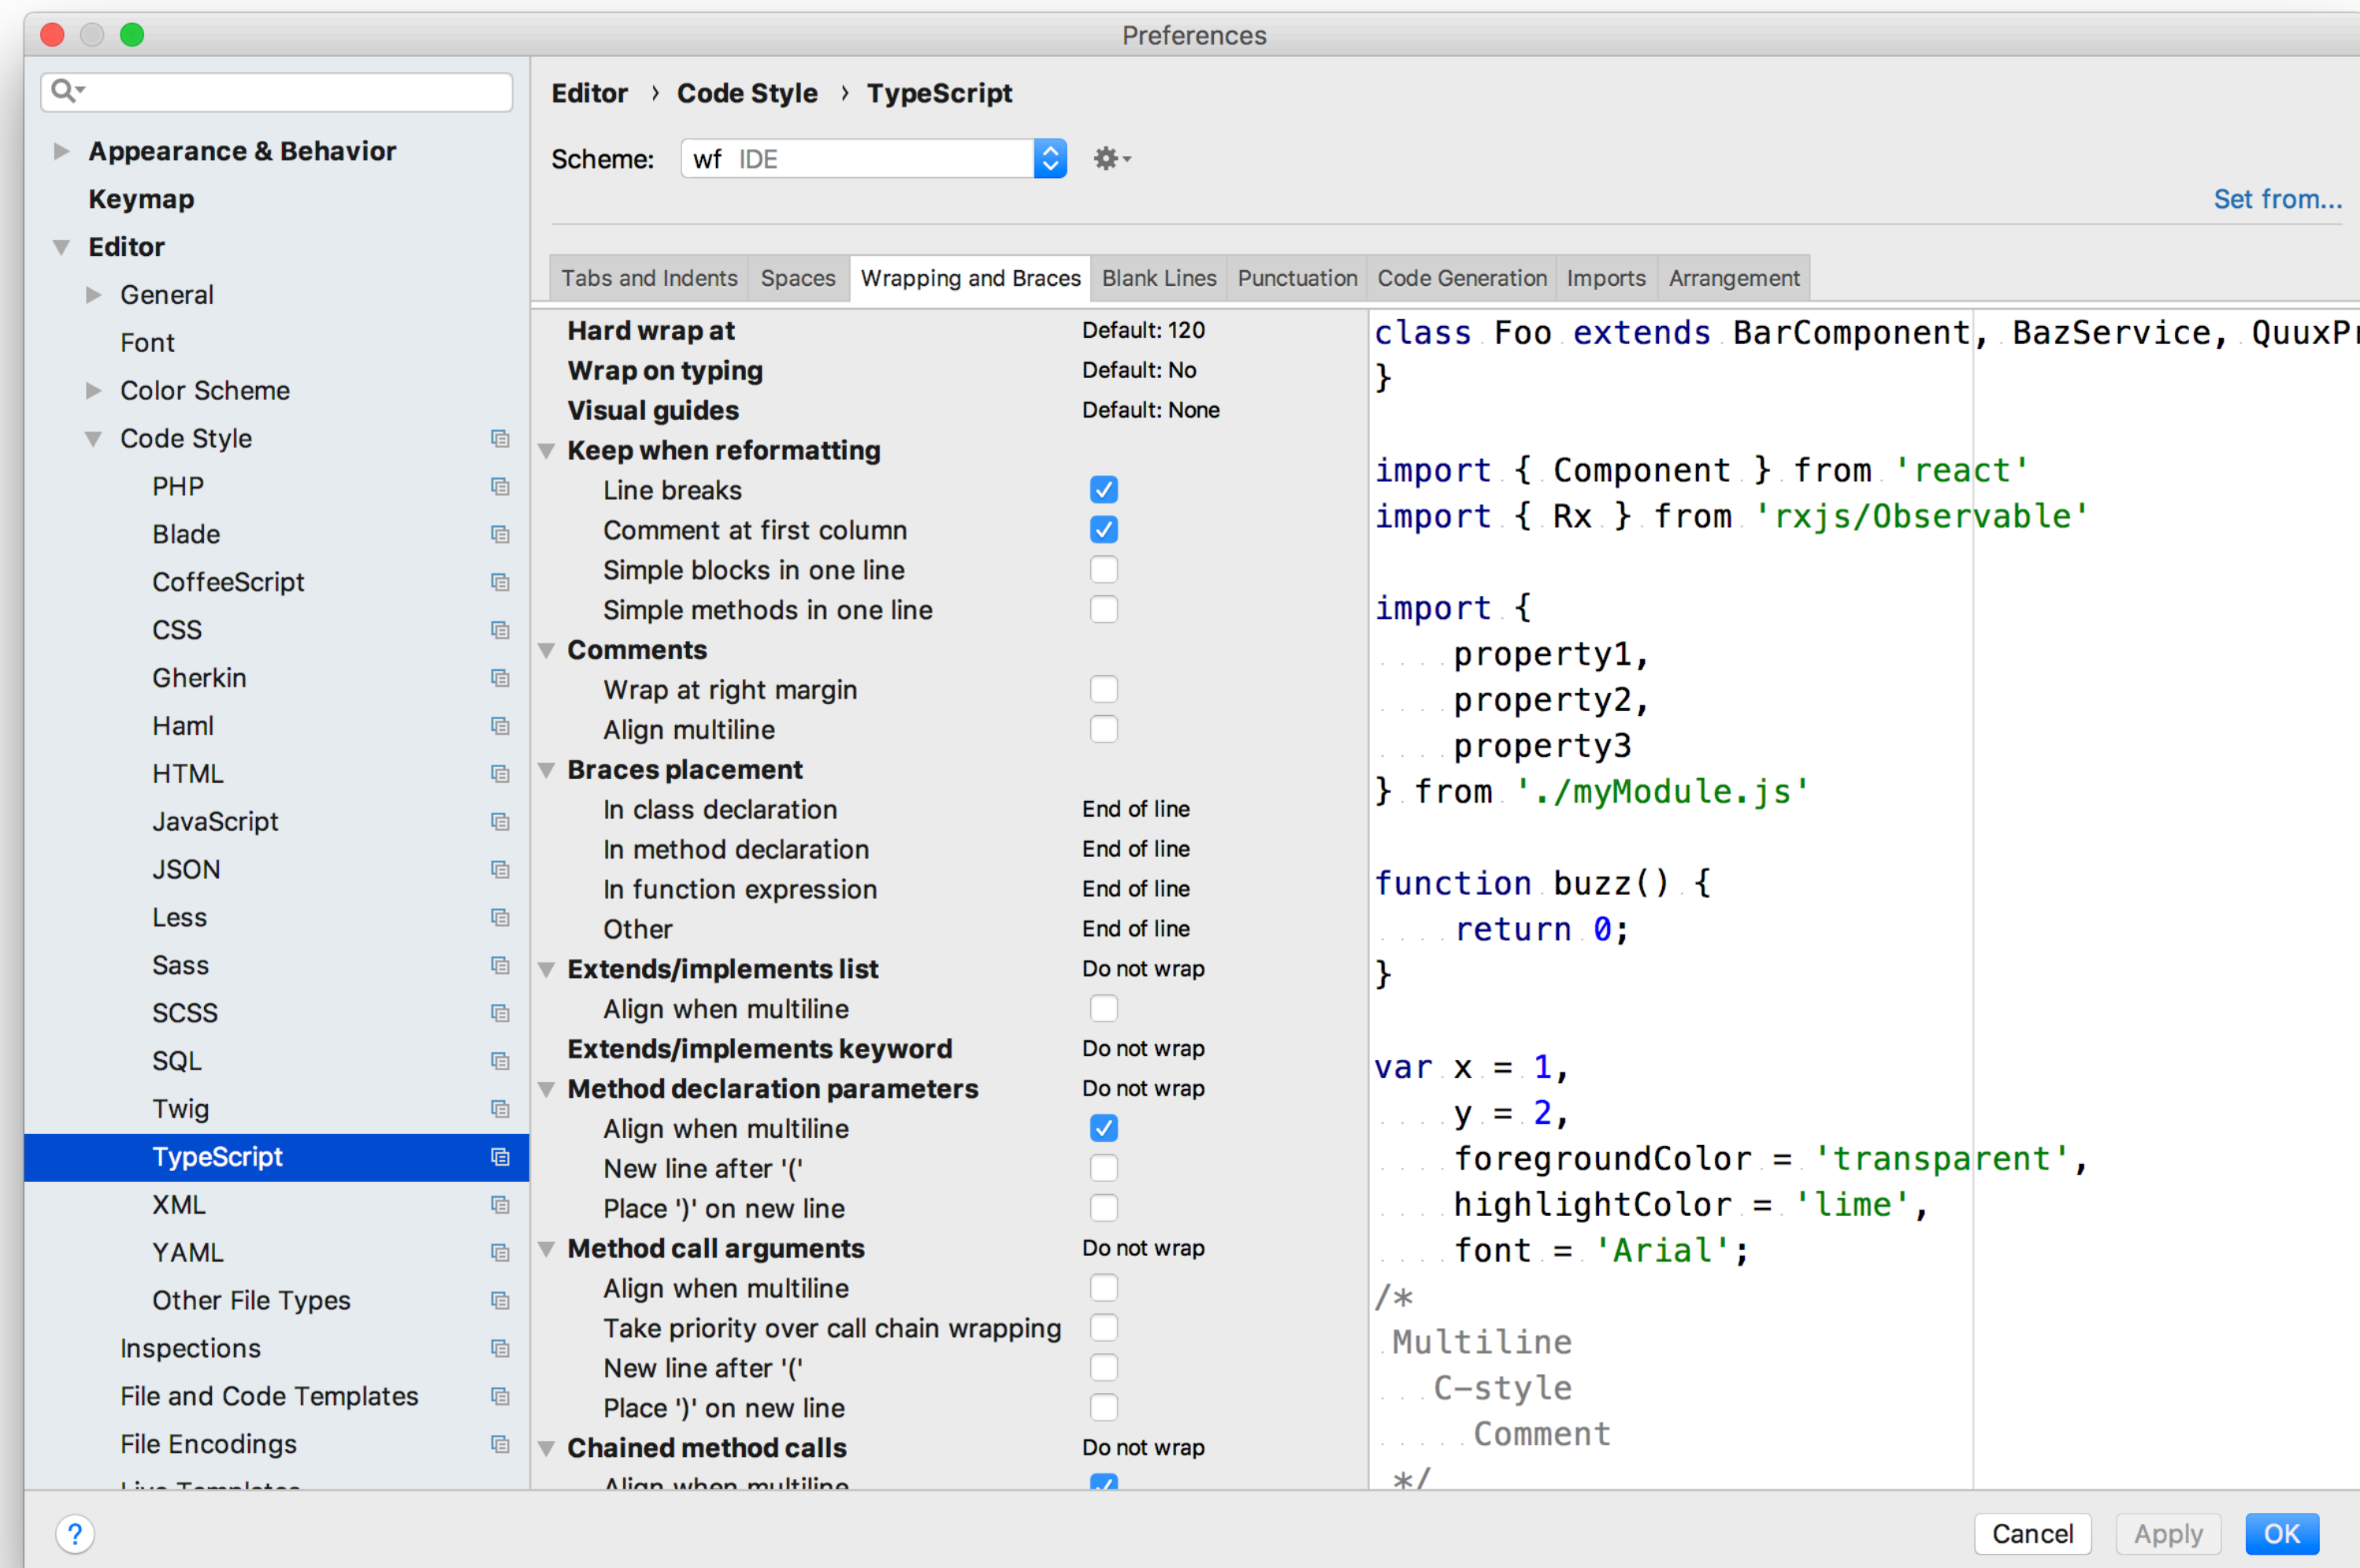 Preferences
Appearance & Behavior
Keymap
Editor
General
Font
Color Scheme
Code Style
PHP
Blade
CoffeeScript
CSS
Gherkin
Haml
HTML
JavaScript
JSON
Less
Sass
SCSS
SQL
Twig
TypeScript
XML
YAML
Other File Types
Inspections
File and Code Templates
File Encodings
Live Templates
Editor › Code Style › TypeScript
Scheme: wf IDE
Set from...
Tabs and Indents Spaces Wrapping and Braces Blank Lines Punctuation Code Generation Imports Arrangement
Hard wrap at Default: 120
Wrap on typing Default: No
Visual guides Default: None
Keep when reformatting
Line breaks
Comment at first column
Simple blocks in one line
Simple methods in one line
Comments
Wrap at right margin
Align multiline
Braces placement
In class declaration End of line
In method declaration End of line
In function expression End of line
Other End of line
Extends/implements list Do not wrap
Align when multiline
Extends/implements keyword Do not wrap
Method declaration parameters Do not wrap
Align when multiline
New line after '('
Place ')' on new line
Method call arguments Do not wrap
Align when multiline
Take priority over call chain wrapping
New line after '('
Place ')' on new line
Chained method calls Do not wrap
Align when multiline
class Foo extends BarComponent, BazService, QuuxPr
}
import { Component } from 'react'
import { Rx } from 'rxjs/Observable'
import {
    property1,
    property2,
    property3
} from './myModule.js'
function buzz() {
    return 0;
}
var x = 1,
    y = 2,
    foregroundColor = 'transparent',
    highlightColor = 'lime',
    font = 'Arial';
/*
 Multiline
   C-style
     Comment
 */
?
Cancel Apply OK